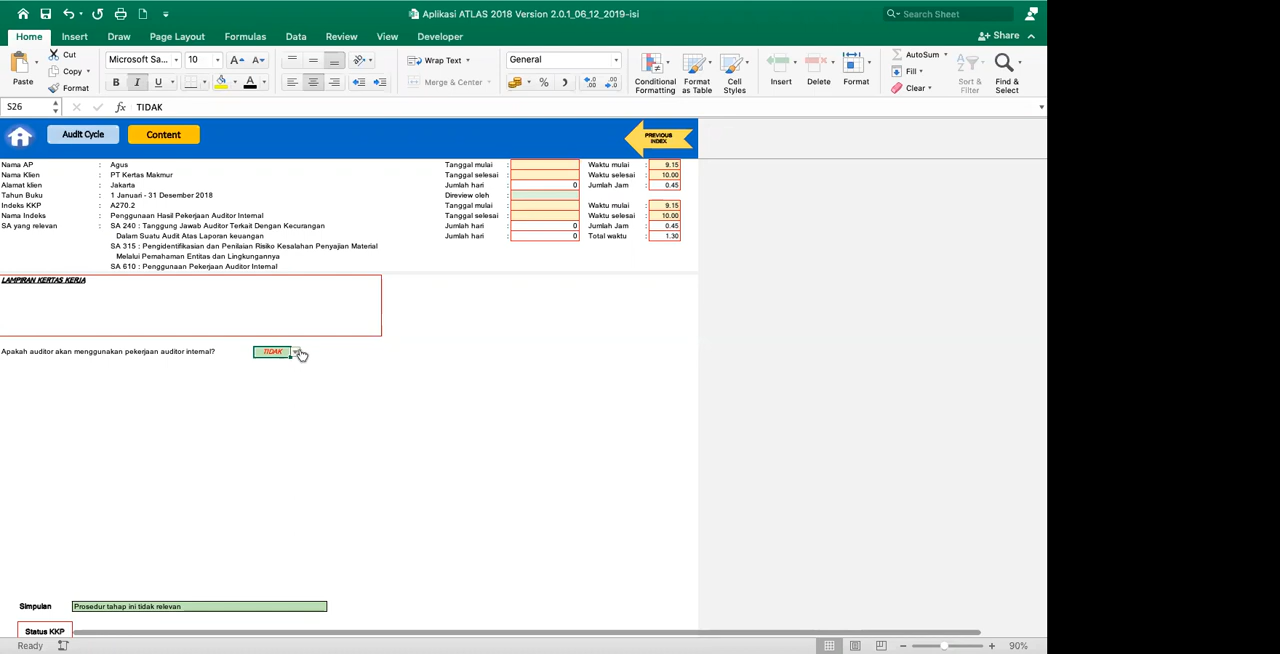 Aplikasi ATLAS 2018 Version 2.0.1_06_12_2019-isi
Search Sheet
Home Insert Draw Page Layout Formulas Data Review View Developer
Share
Paste
Cut
Copy
Format
Microsoft Sa... 10
B I U
Wrap Text
Merge & Center
General
Conditional Formatting
Format as Table
Cell Styles
Insert
Delete
Format
AutoSum
Fill
Clear
Sort & Filter
Find & Select
S26 fx TIDAK
Audit Cycle Content
PREVIOUS INDEX
Nama AP : Agus Tanggal mulai : Waktu mulai : 9.15
Nama Klien : PT Kertas Makmur Tanggal selesai : Waktu selesai : 10.00
Alamat klien : Jakarta Jumlah hari : 0 Jumlah Jam : 0.45
Tahun Buku : 1 Januari - 31 Desember 2018 Direview oleh :
Indeks KKP : A270.2 Tanggal mulai : Waktu mulai : 9.15
Nama Indeks : Penggunaan Hasil Pekerjaan Auditor Internal Tanggal selesai : Waktu selesai : 10.00
SA yang relevan : SA 240 : Tanggung Jawab Auditor Terkait Dengan Kecurangan Jumlah hari : 0 Jumlah Jam : 0.45
Dalam Suatu Audit Atas Laporan keuangan Jumlah hari : 0 Total waktu : 1.30
SA 315 : Pengidentifikasian dan Penilaian Risiko Kesalahan Penyajian Material
Melalui Pemahaman Entitas dan Lingkungannya
SA 610 : Penggunaan Pekerjaan Auditor Internal
LAMPIRAN KERTAS KERJA
Apakah auditor akan menggunakan pekerjaan auditor internal? TIDAK
Simpulan Prosedur tahap ini tidak relevan
Status KKP
Ready 90%